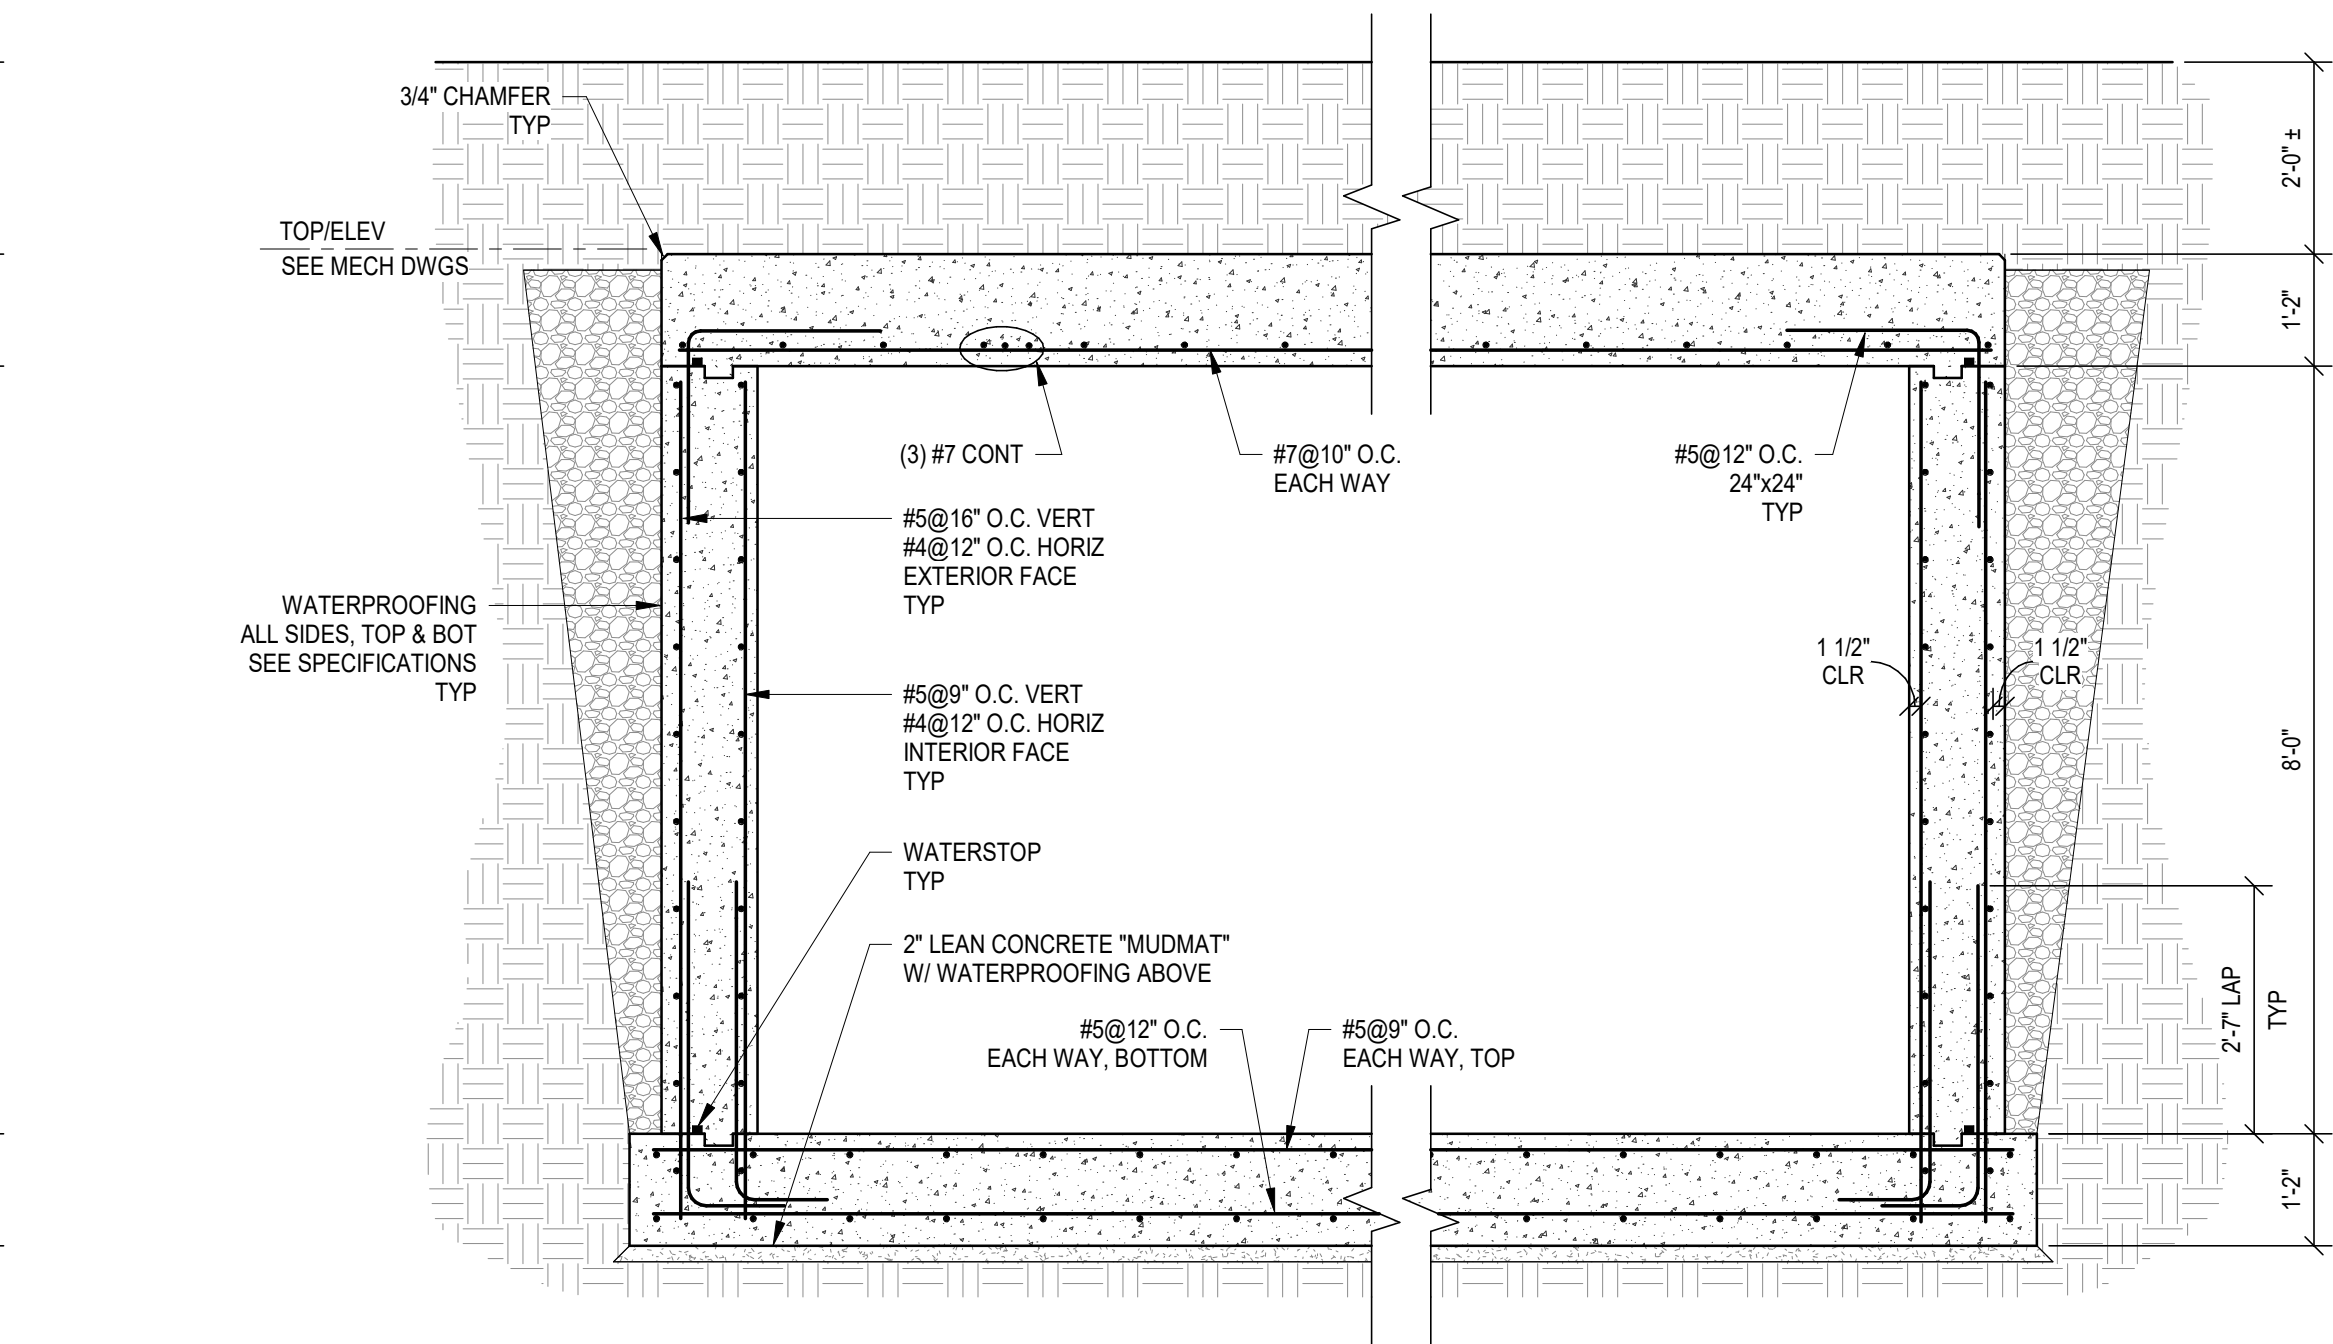 3/4" CHAMFER
TYP
2'-0" ±
TOP/ELEV
SEE MECH DWGS
1'-2"
(3) #7 CONT
#7@10" O.C.
EACH WAY
#5@12" O.C.
24"x24"
TYP
#5@16" O.C. VERT
#4@12" O.C. HORIZ
EXTERIOR FACE
TYP
WATERPROOFING
ALL SIDES, TOP & BOT
SEE SPECIFICATIONS
TYP
1 1/2"
CLR
1 1/2"
CLR
#5@9" O.C. VERT
#4@12" O.C. HORIZ
INTERIOR FACE
TYP
8'-0"
WATERSTOP
TYP
2" LEAN CONCRETE "MUDMAT"
W/ WATERPROOFING ABOVE
2'-7" LAP
TYP
#5@12" O.C.
EACH WAY, BOTTOM
#5@9" O.C.
EACH WAY, TOP
1'-2"